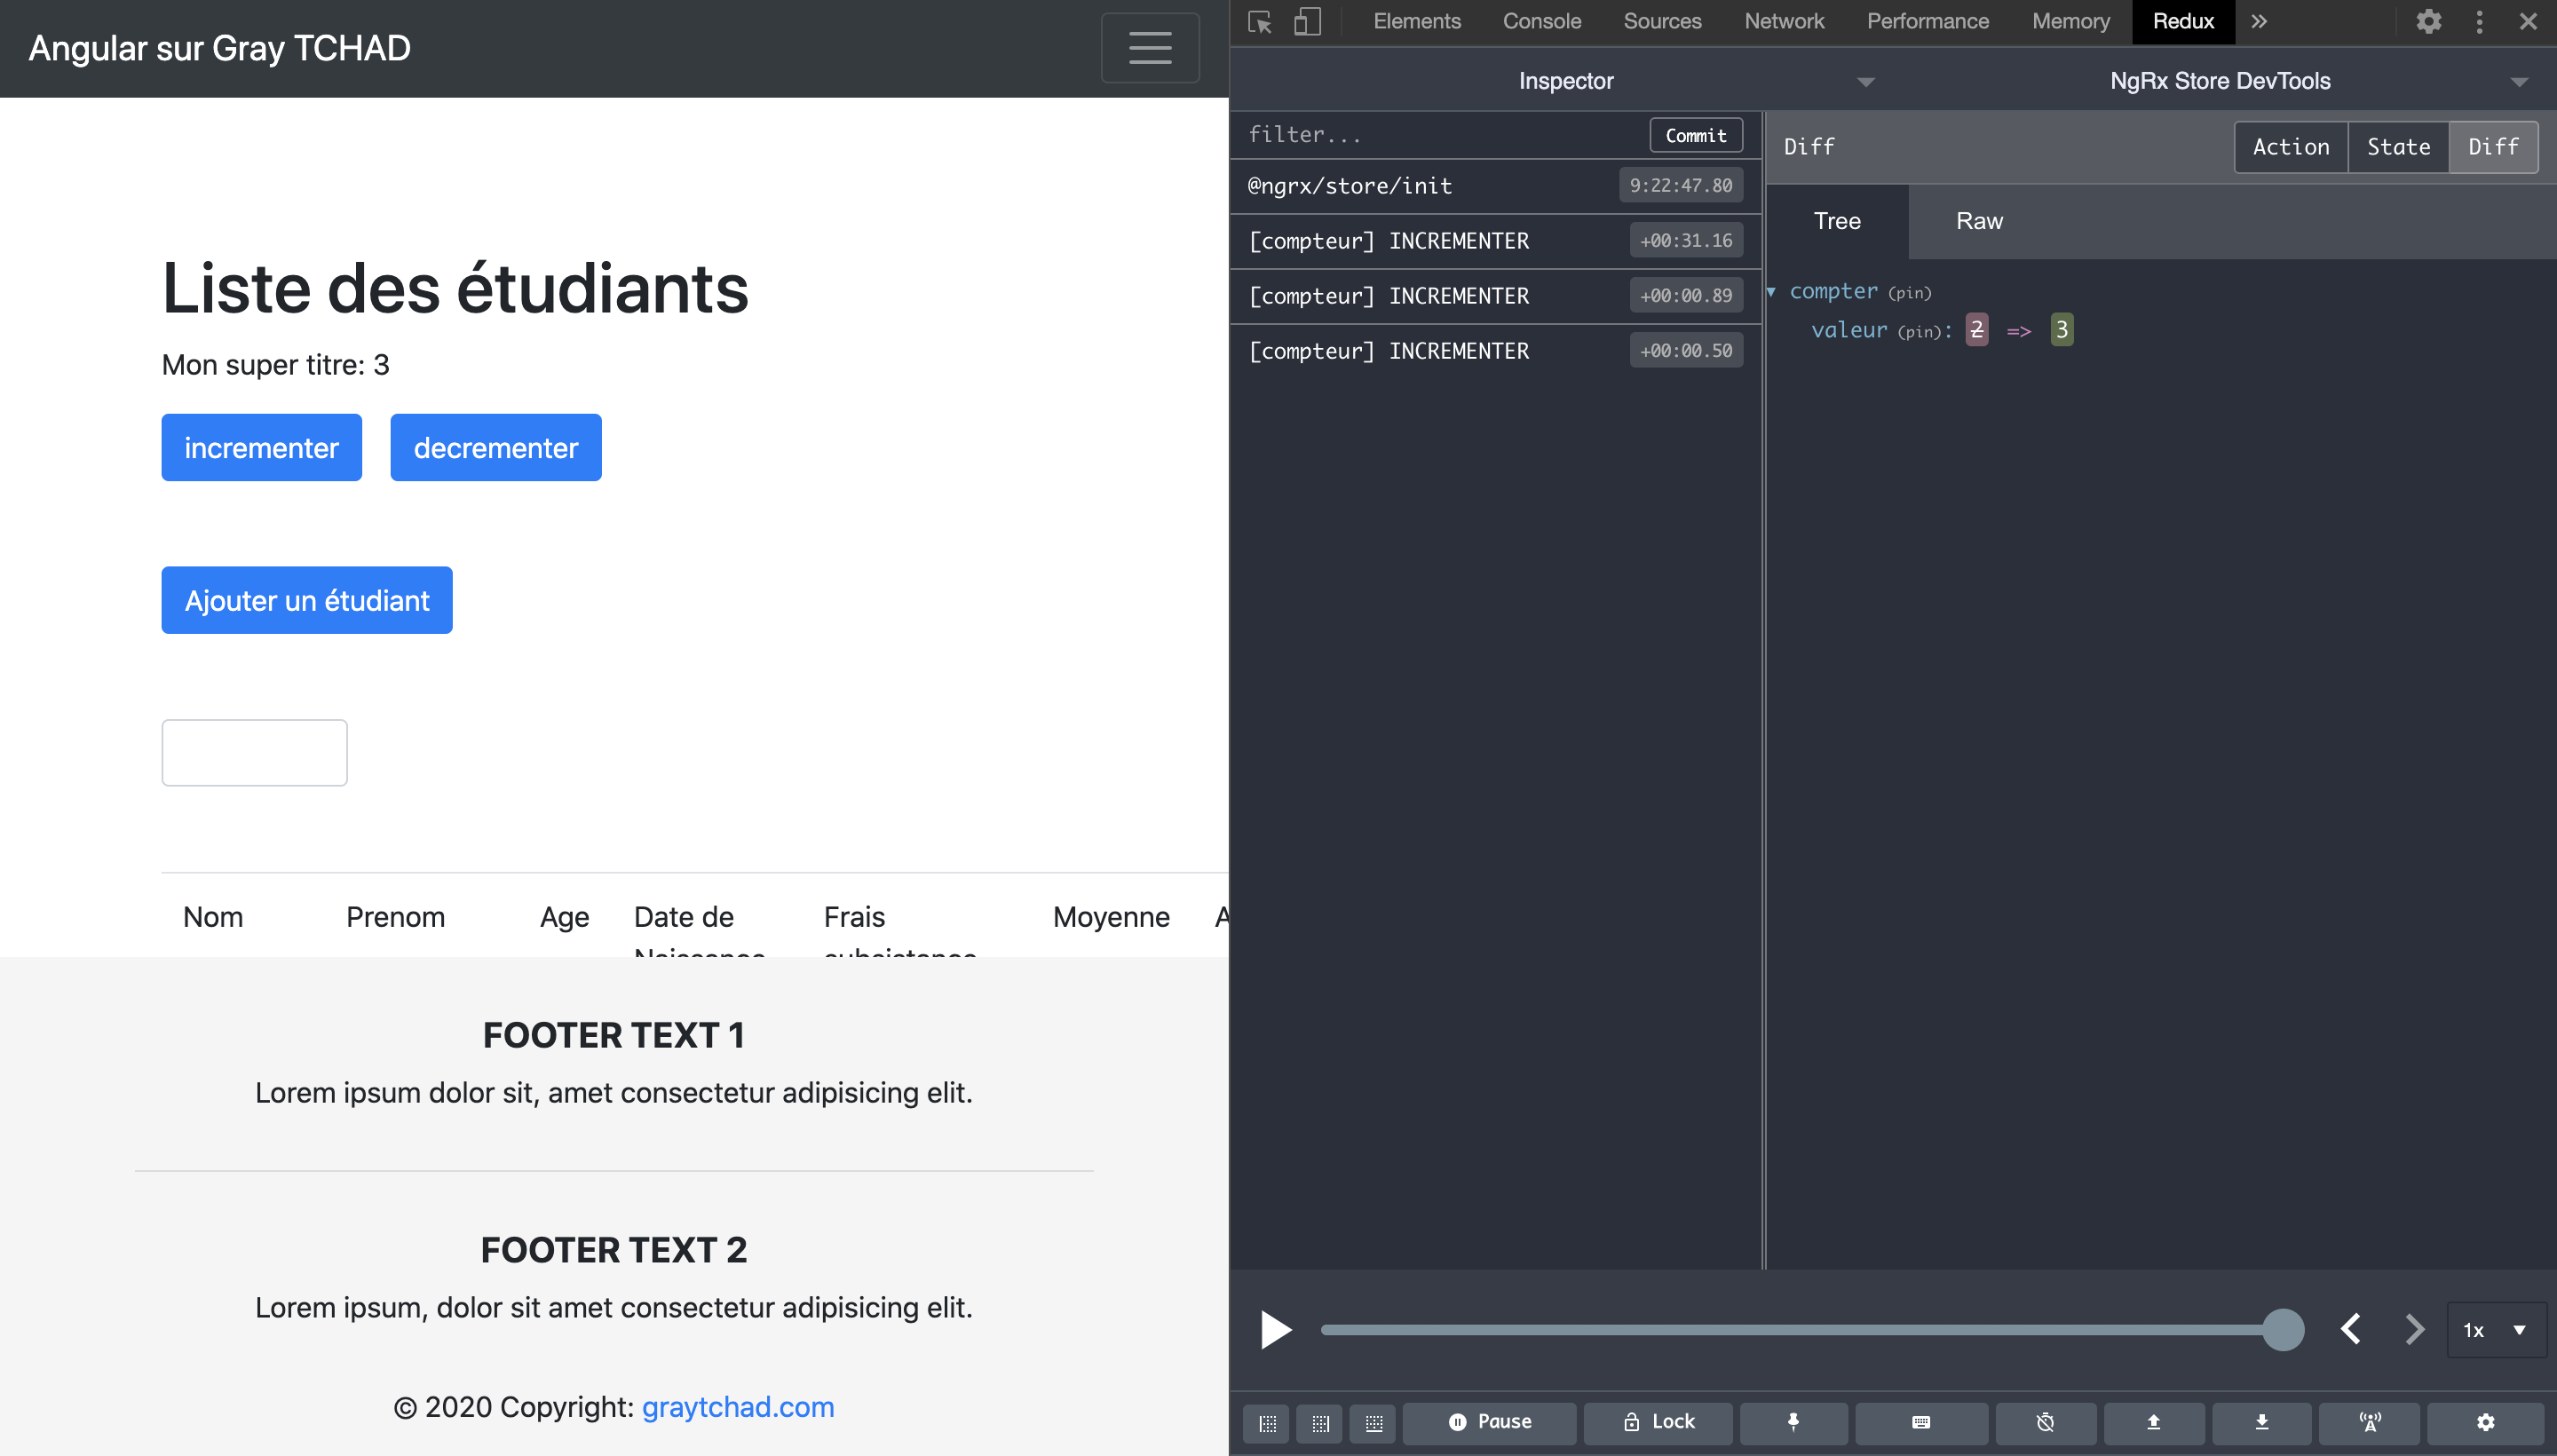 Angular sur Gray TCHAD
Liste des étudiants
Mon super titre: 3
incrementer decrementer
Ajouter un étudiant
Nom Prenom Age Date de Frais Moyenne A
Naissance subsistance
FOOTER TEXT 1
Lorem ipsum dolor sit, amet consectetur adipisicing elit.
FOOTER TEXT 2
Lorem ipsum, dolor sit amet consectetur adipisicing elit.
© 2020 Copyright: graytchad.com
Elements Console Sources Network Performance Memory Redux »
Inspector NgRx Store DevTools
filter... Commit
@ngrx/store/init 9:22:47.80
[compteur] INCREMENTER +00:31.16
[compteur] INCREMENTER +00:00.89
[compteur] INCREMENTER +00:00.50
Diff Action State Diff
Tree Raw
compter (pin)
valeur (pin): 2 => 3
1x
Pause Lock